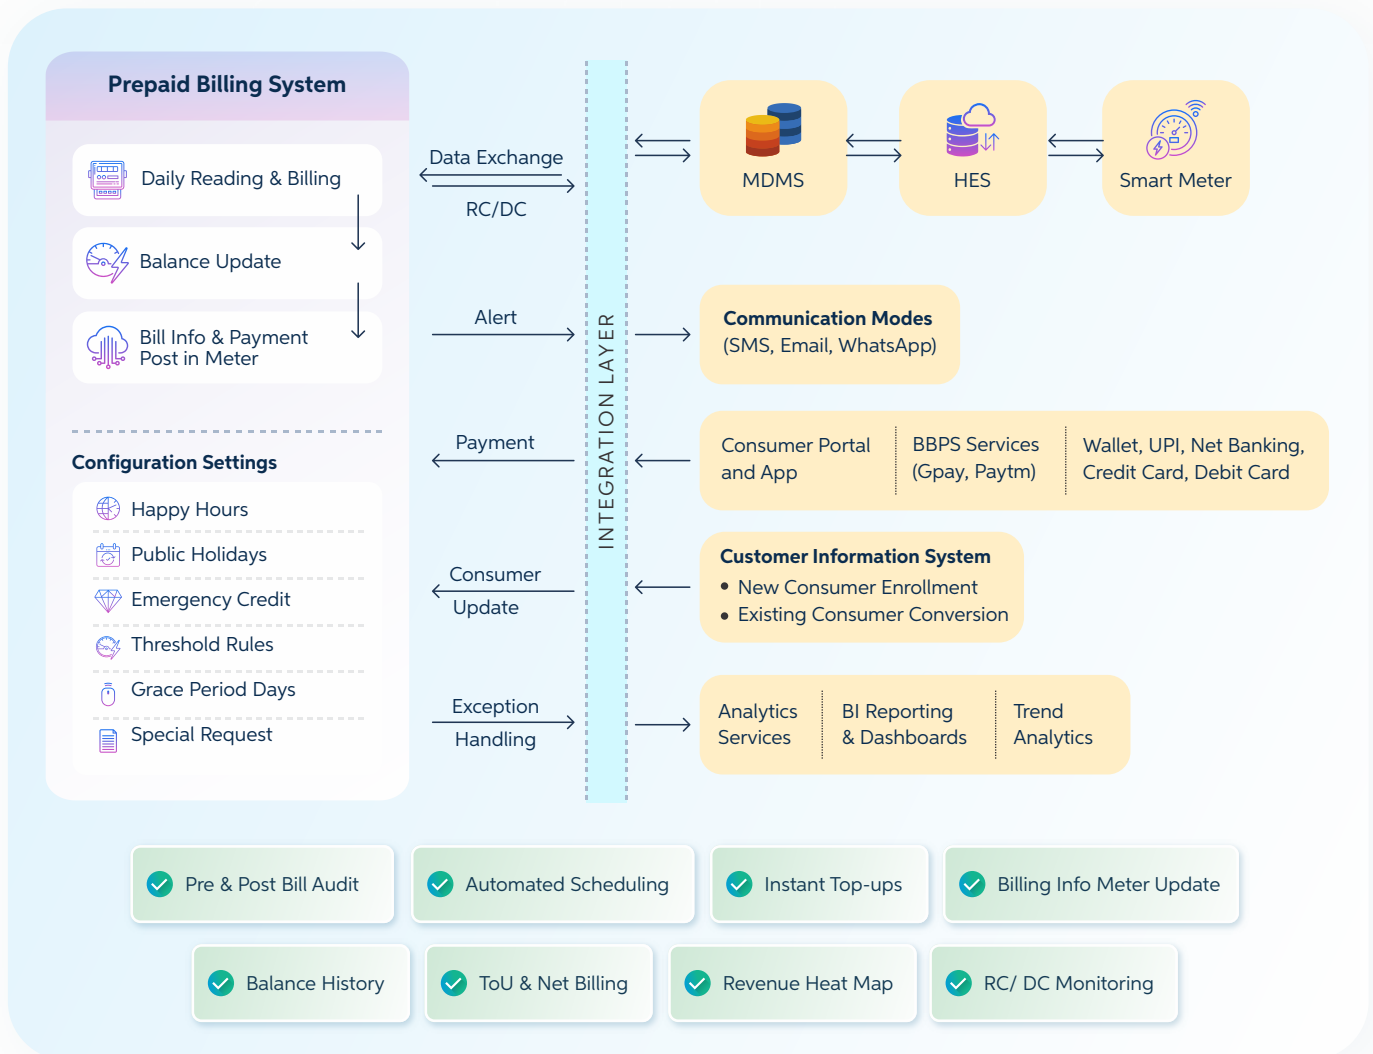 Prepaid Billing System
Daily Reading & Billing
Balance Update
Bill Info & Payment
Post in Meter
Configuration Settings
Happy Hours
Public Holidays
Emergency Credit
Threshold Rules
Grace Period Days
Special Request
Data Exchange
RC/DC
Alert
Payment
Consumer
Update
Exception
Handling
INTEGRATION LAYER
MDMS
HES
Smart Meter
Communication Modes
(SMS, Email, WhatsApp)
Consumer Portal
and App
BBPS Services
(Gpay, Paytm)
Wallet, UPI, Net Banking,
Credit Card, Debit Card
Customer Information System
• New Consumer Enrollment
• Existing Consumer Conversion
Analytics
Services
BI Reporting
& Dashboards
Trend
Analytics
Pre & Post Bill Audit
Automated Scheduling
Instant Top-ups
Billing Info Meter Update
Balance History
ToU & Net Billing
Revenue Heat Map
RC/ DC Monitoring